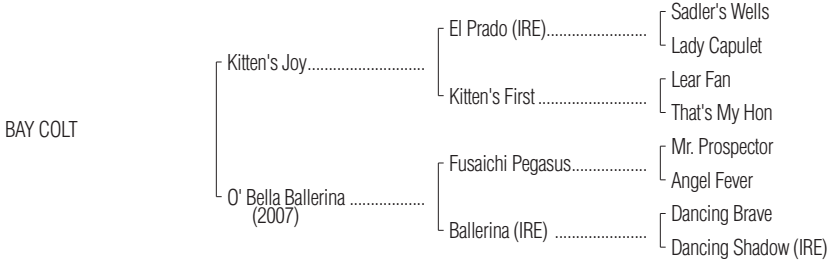 Sadler's Wells
El Prado (IRE)........................
Lady Capulet
Kitten's Joy............................
Lear Fan
Kitten's First ..........................
That's My Hon
BAY COLT
Mr. Prospector
Fusaichi Pegasus..................
Angel Fever
O' Bella Ballerina ..................
(2007)
Dancing Brave
Ballerina (IRE) ......................
Dancing Shadow (IRE)